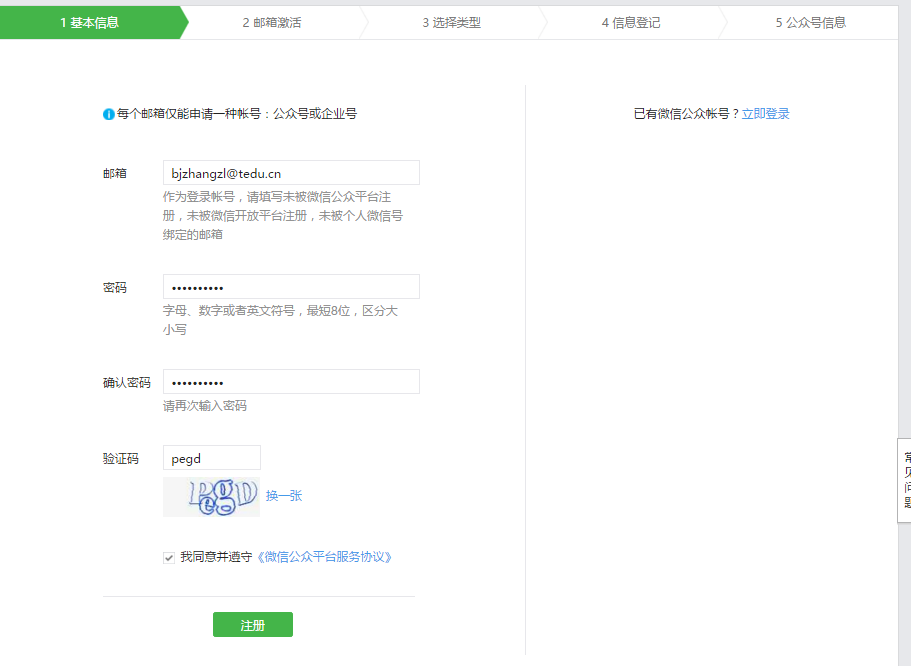 1 基本信息
2 邮箱激活
3 选择类型
4 信息登记
5 公众号信息
每个邮箱仅能申请一种帐号：公众号或企业号
已有微信公众帐号？立即登录
邮箱
bjzhangzl@tedu.cn
作为登录帐号，请填写未被微信公众平台注
册，未被微信开放平台注册，未被个人微信号
绑定的邮箱
密码
••••••••••
字母、数字或者英文符号，最短8位，区分大
小写
确认密码
••••••••••
请再次输入密码
验证码
pegd
换一张
我同意并遵守《微信公众平台服务协议》
注册
常
见
问
题